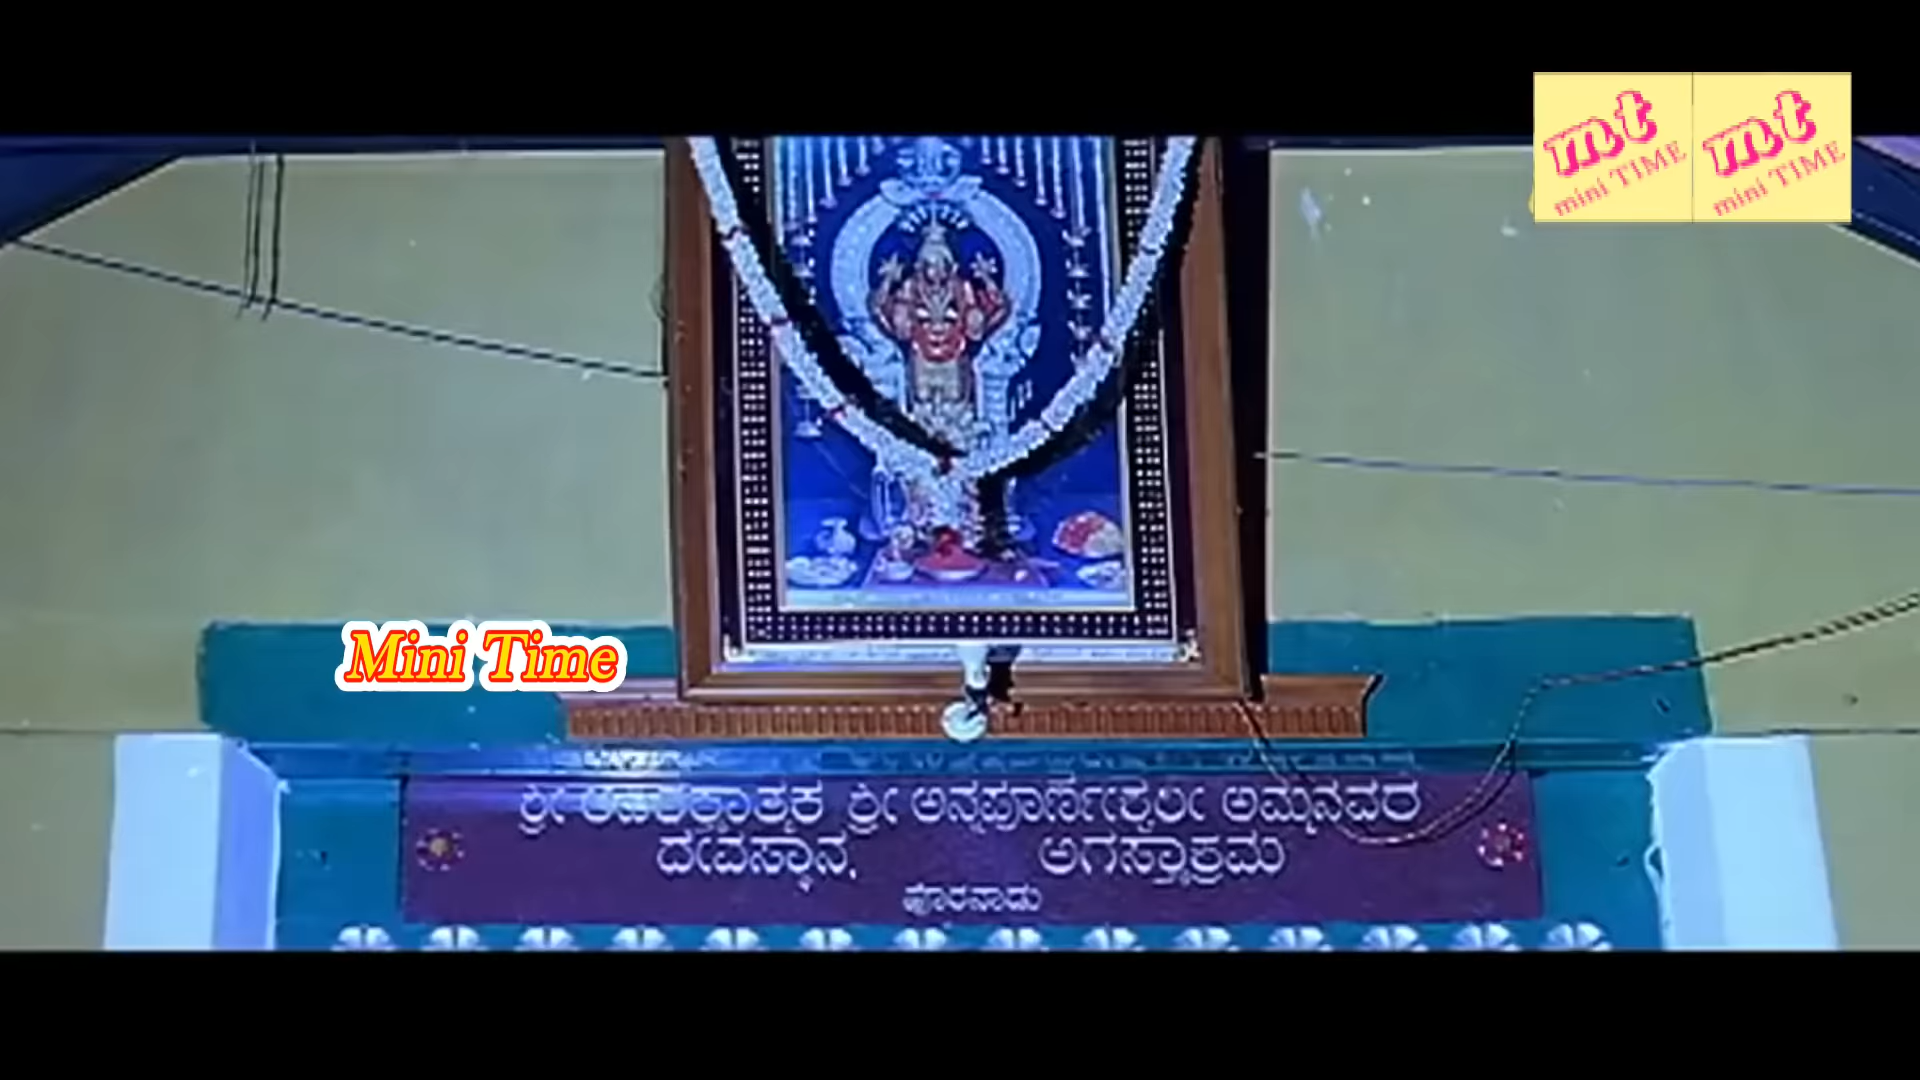 mt mt
mini TIME mini TIME
Mini Time
ಶ್ರೀ ಶ್ರೀ ಅನ್ನಪೂರ್ಣೇಶ್ವರೀ ಅಮ್ಮನವರ
ದೇವಸ್ಥಾನ, ಅಗಸ್ತ್ಯಾಶ್ರಮ
ಹೊರನಾಡು